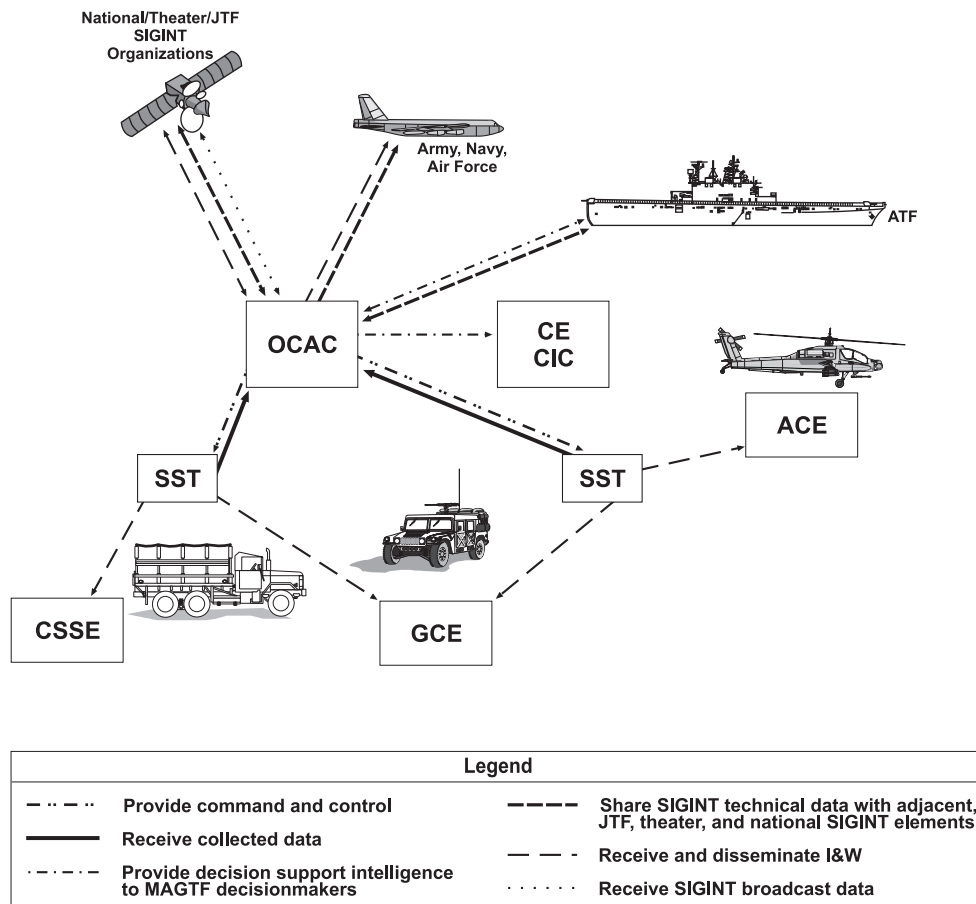 National/Theater/JTF
SIGINT
Organizations
Army, Navy,
Air Force
ATF
OCAC
CE
CIC
ACE
SST
SST
CSSE
GCE
Legend
Provide command and control
Receive collected data
Provide decision support intelligence
to MAGTF decisionmakers
Share SIGINT technical data with adjacent,
JTF, theater, and national SIGINT elements
Receive and disseminate I&W
Receive SIGINT broadcast data